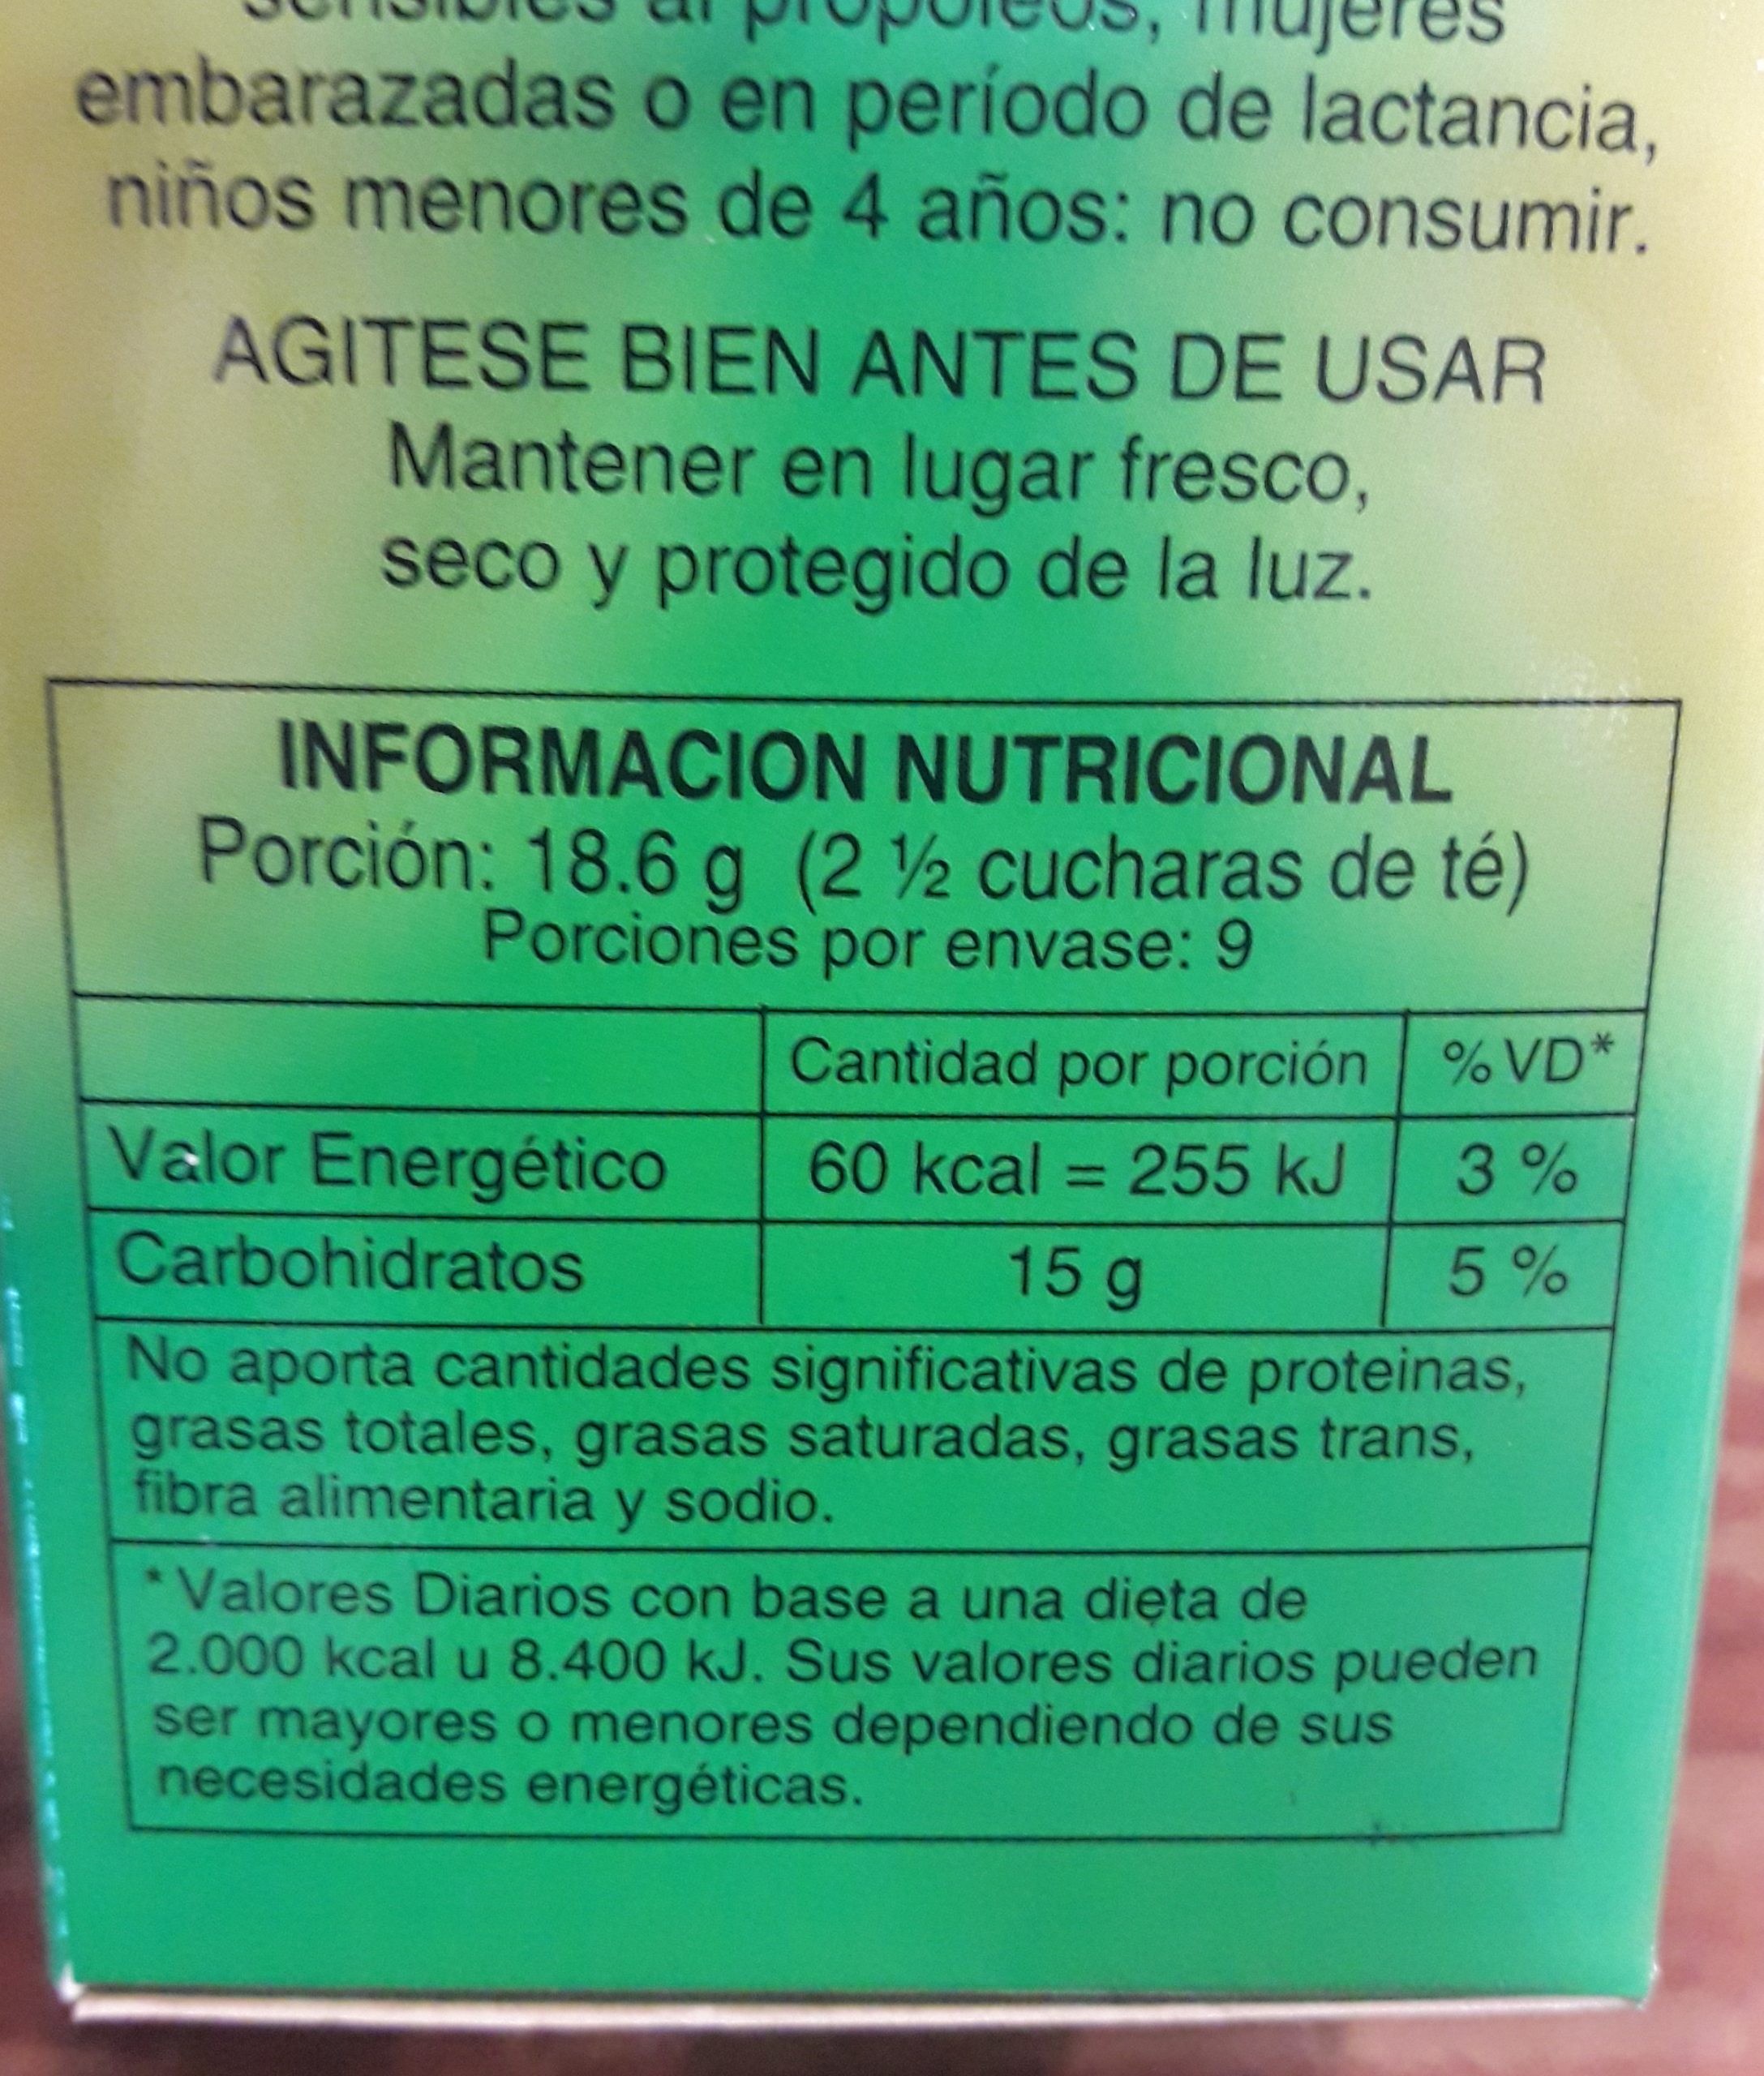 sensibles al propóleos, mujeres
embarazadas o en período de lactancia,
niños menores de 4 años: no consumir.
AGITESE BIEN ANTES DE USAR
Mantener en lugar fresco,
seco y protegido de la luz.
INFORMACION NUTRICIONAL
Porción: 18.6 g (2 ½ cucharas de té)
Porciones por envase: 9
Cantidad por porción % VD*
Valor Energético 60 kcal = 255 kJ 3 %
Carbohidratos 15 g 5 %
No aporta cantidades significativas de proteinas,
grasas totales, grasas saturadas, grasas trans,
fibra alimentaria y sodio.
* Valores Diarios con base a una dieta de
2.000 kcal u 8.400 kJ. Sus valores diarios pueden
ser mayores o menores dependiendo de sus
necesidades energéticas.